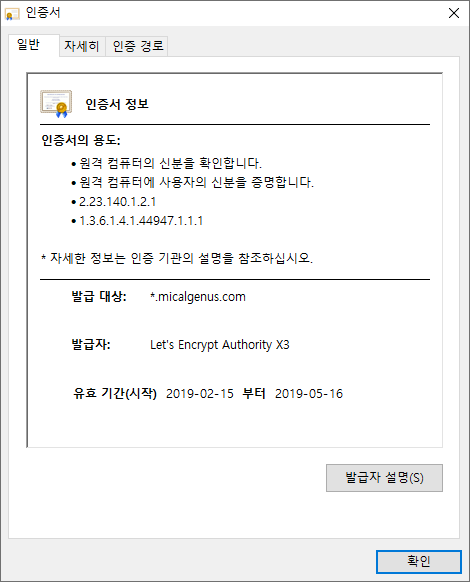 인증서
일반 자세히 인증 경로
인증서 정보
인증서의 용도:
• 원격 컴퓨터의 신분을 확인합니다.
• 원격 컴퓨터에 사용자의 신분을 증명합니다.
• 2.23.140.1.2.1
• 1.3.6.1.4.1.44947.1.1.1
* 자세한 정보는 인증 기관의 설명을 참조하십시오.
발급 대상: *.micalgenus.com
발급자: Let's Encrypt Authority X3
유효 기간(시작) 2019-02-15 부터 2019-05-16
발급자 설명(S)
확인